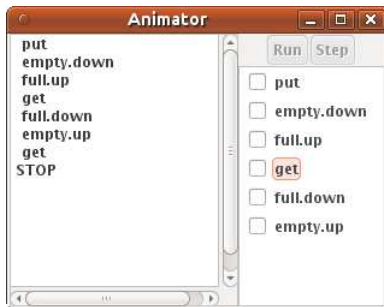 Animator
put
empty.down
full.up
get
full.down
empty.up
get
STOP
Run Step
put
empty.down
full.up
get
full.down
empty.up